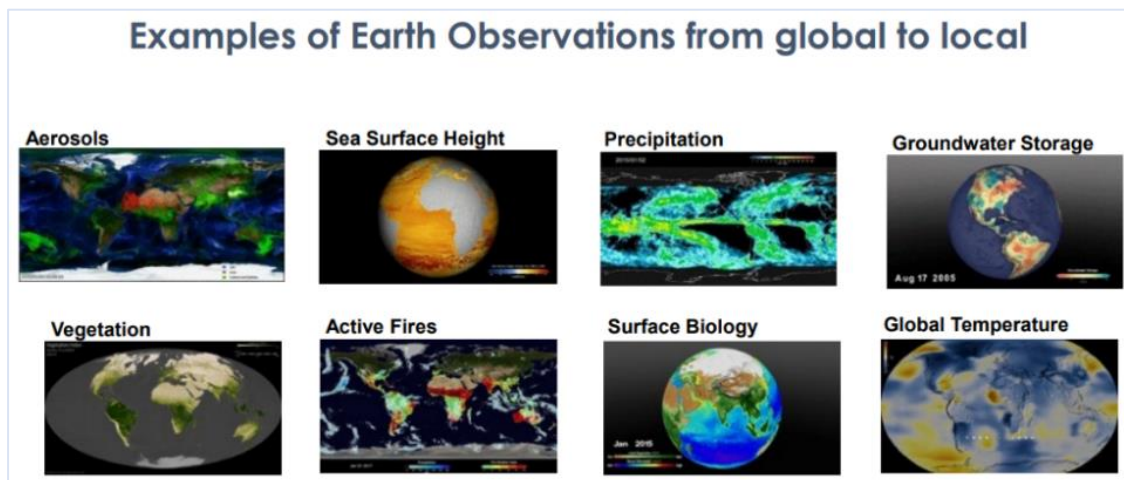 Examples of Earth Observations from global to local
Aerosols
Sea Surface Height
Precipitation
Groundwater Storage
Aug 17 2005
Vegetation
Active Fires
Surface Biology
Global Temperature
Jan 2015